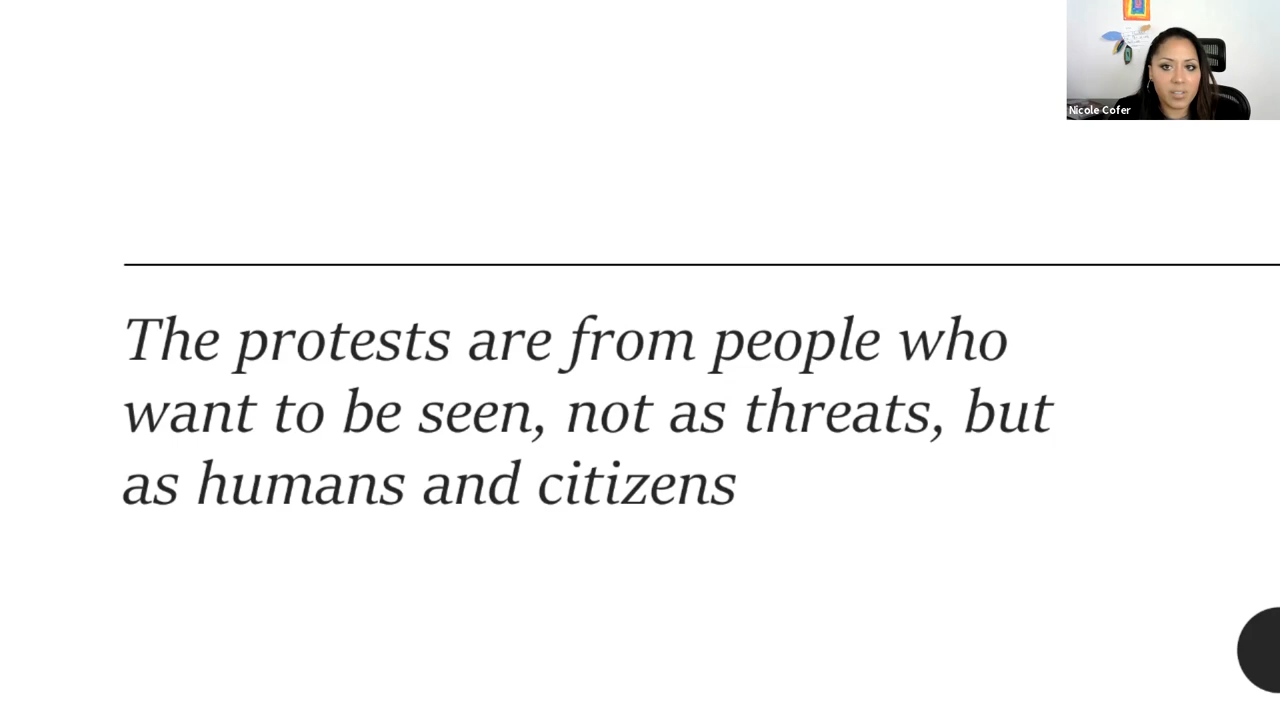 Nicole Cofer
The protests are from people who
want to be seen, not as threats, but
as humans and citizens